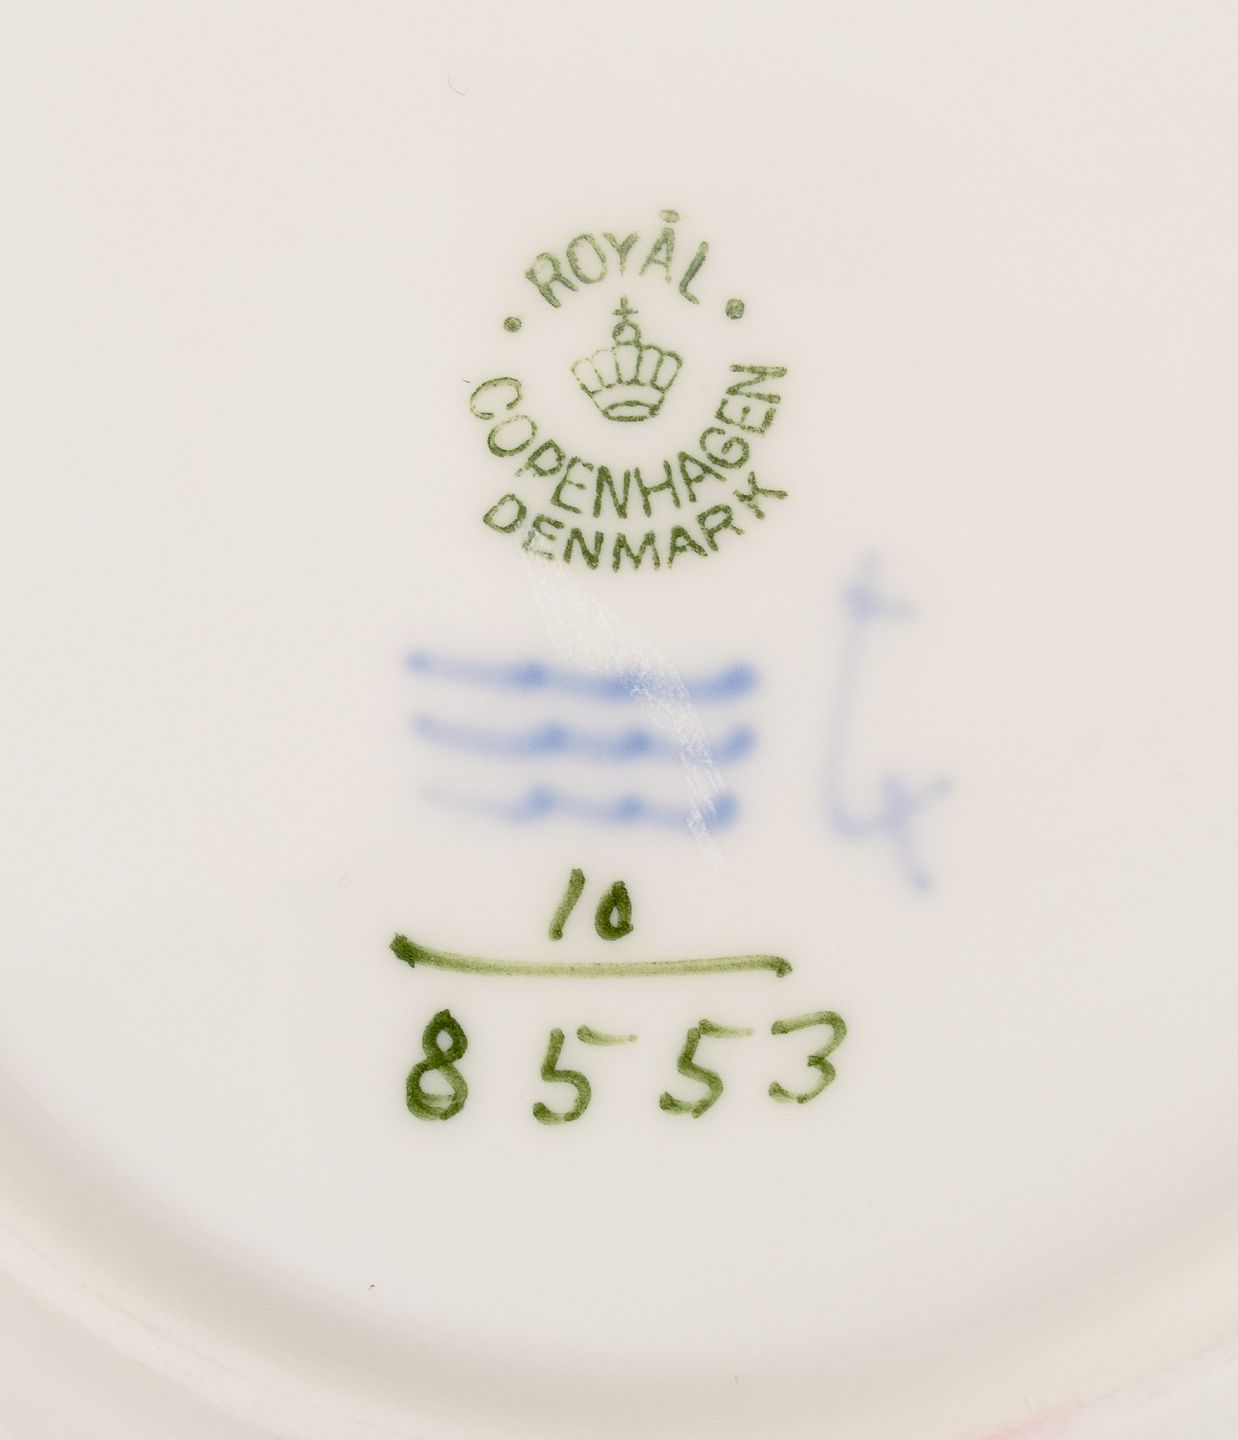 ROYAL
COPENHAGEN
DENMARK
10
8553